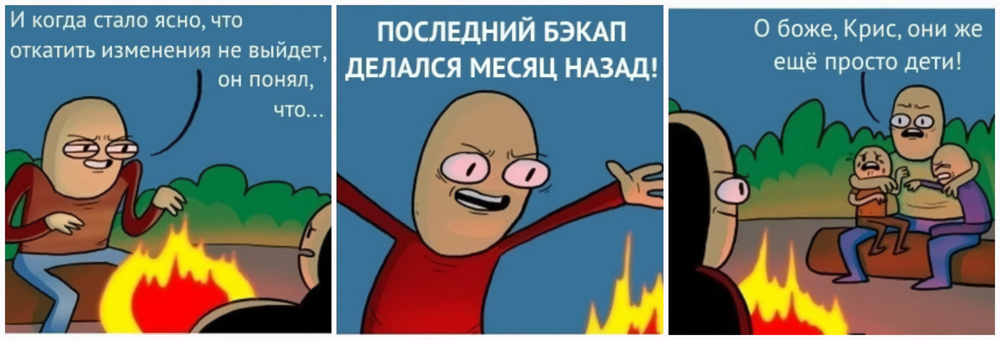 И когда стало ясно, что
откатить изменения не выйдет,
он понял,
что...
ПОСЛЕДНИЙ БЭКАП
ДЕЛАЛСЯ МЕСЯЦ НАЗАД!
О боже, Крис, они же
ещё просто дети!